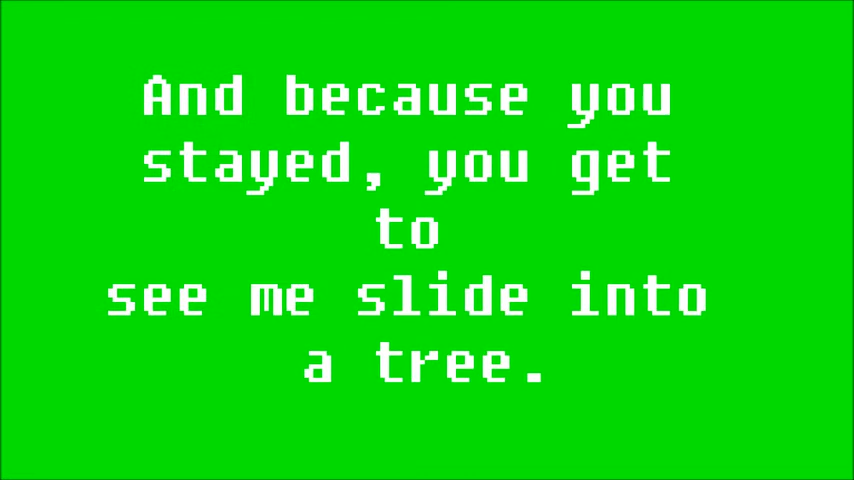 And because you
stayed, you get
to
see me slide into
a tree.